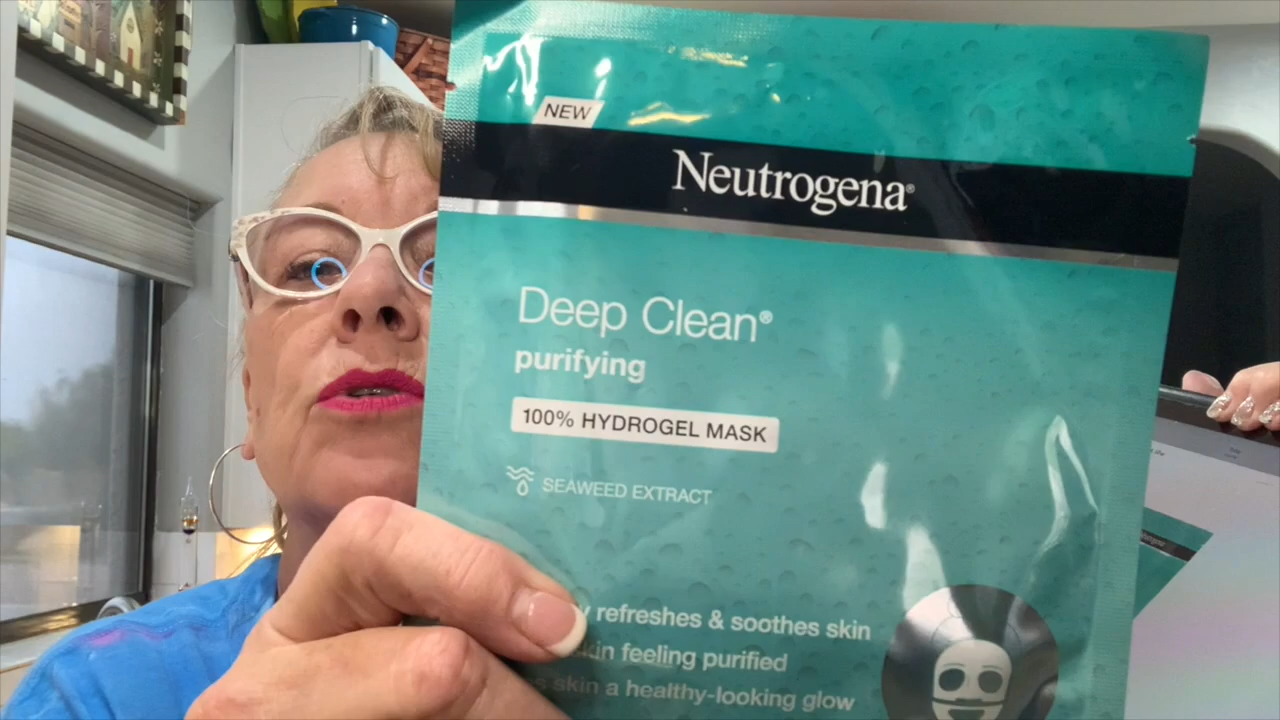 NEW
Neutrogena®
Deep Clean®
purifying
100% HYDROGEL MASK
SEAWEED EXTRACT
refreshes & soothes skin
skin feeling purified
skin a healthy-looking glow